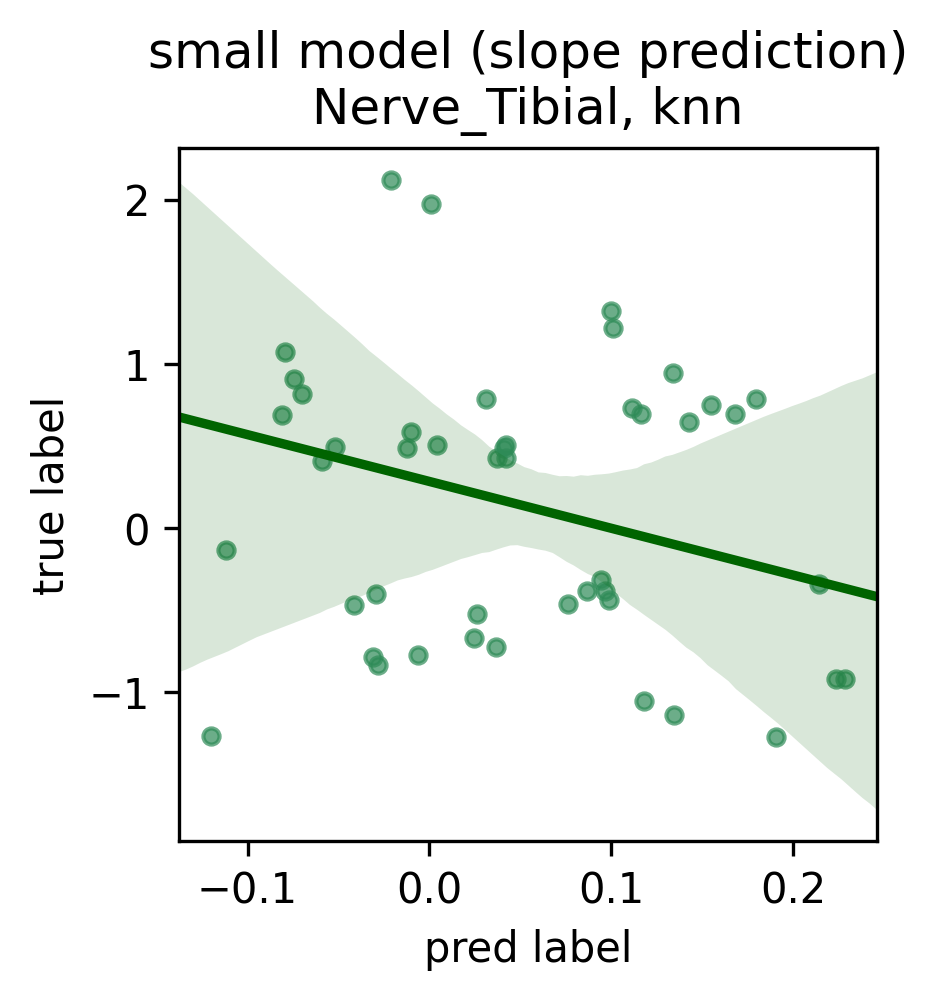 small model (slope prediction)
Nerve_Tibial, knn
2
1
0
−1
true label
−0.1
0.0
0.1
0.2
pred label